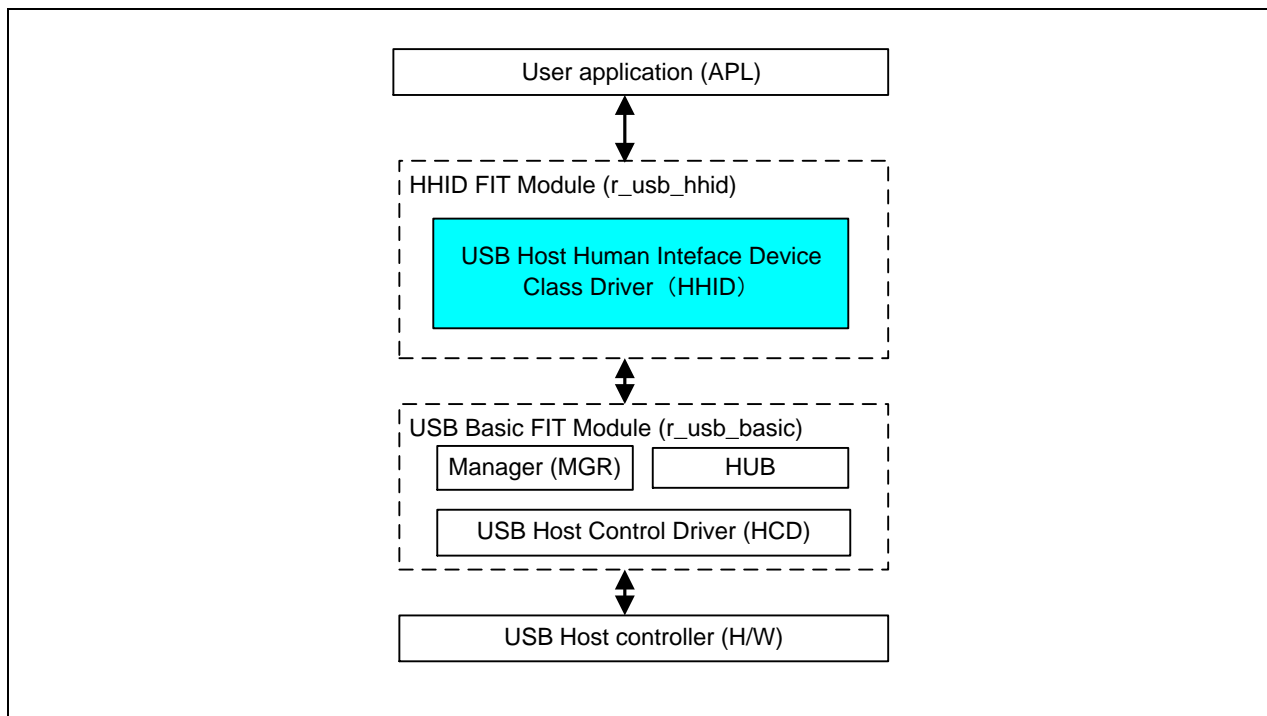 User application (APL)
HHID FIT Module (r_usb_hhid)
USB Host Human Inteface Device
Class Driver（HHID）
USB Basic FIT Module (r_usb_basic)
Manager (MGR)
HUB
USB Host Control Driver (HCD)
USB Host controller (H/W)